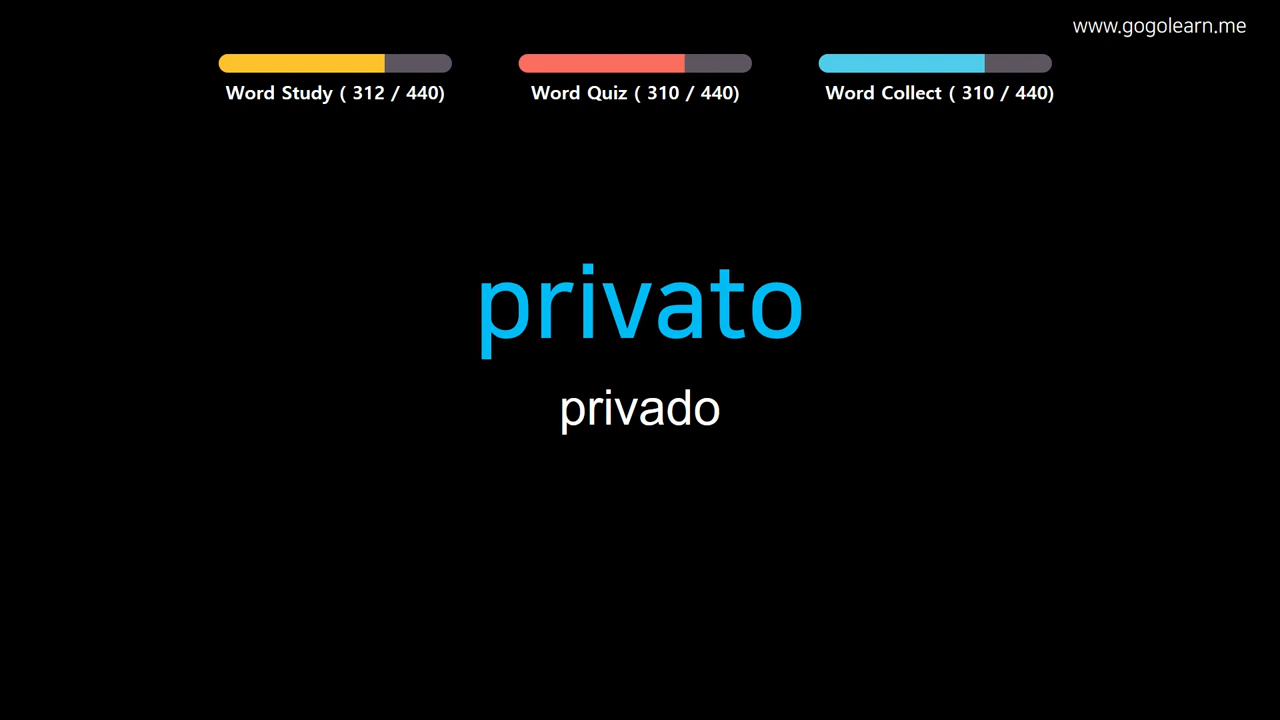 www.gogolearn.me
Word Study ( 312 / 440)
Word Quiz ( 310 / 440)
Word Collect ( 310 / 440)
privato
privado